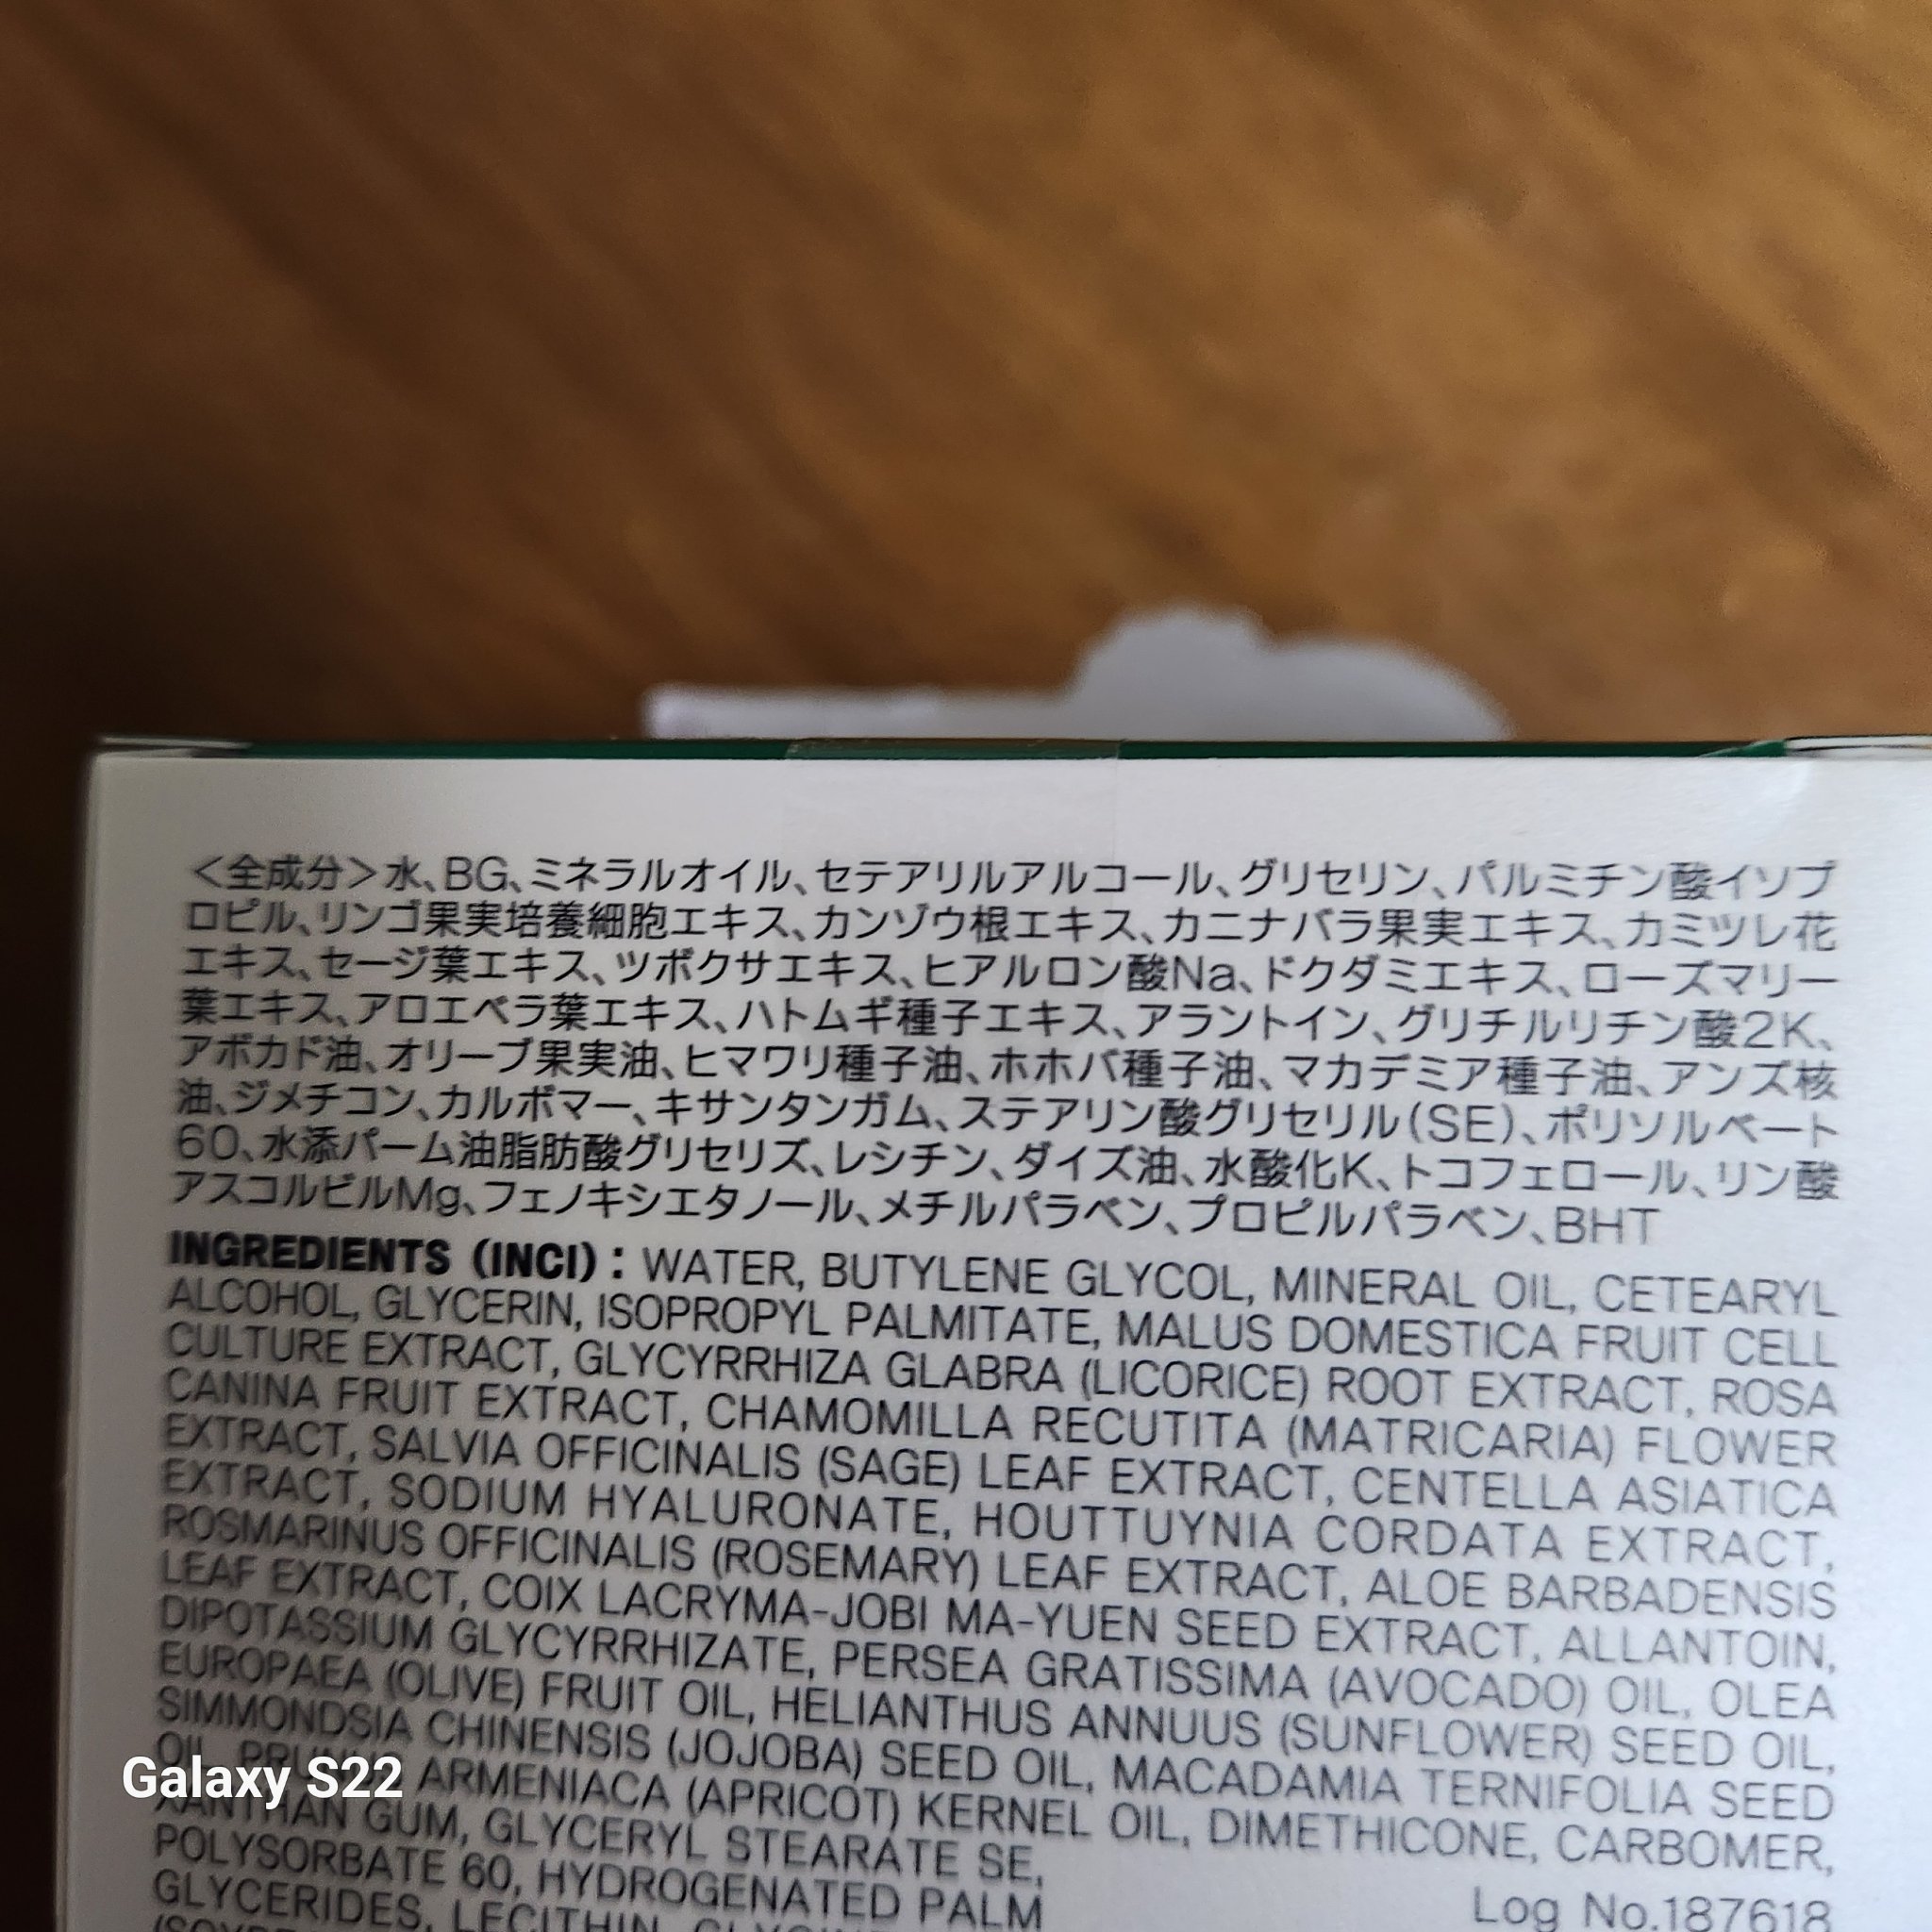 <全成分>水、BG、ミネラルオイル、セテアリルアルコール、グリセリン、パルミチン酸イソプ
ロピル、リンゴ果実培養細胞エキス、カンゾウ根エキス、カニナバラ果実エキス、カミツレ花
エキス、セージ葉エキス、ツボクサエキス、ヒアルロン酸Na、ドクダミエキス、ローズマリー
葉エキス、アロエベラ葉エキス、ハトムギ種子エキス、アラントイン、グリチルリチン酸2K、
アボカド油、オリーブ果実油、ヒマワリ種子油、ホホバ種子油、マカデミア種子油、アンズ核
油、ジメチコン、カルボマー、キサンタンガム、ステアリン酸グリセリル(SE)、ポリソルベート
60、水添パーム油脂肪酸グリセリズ、レシチン、ダイズ油、水酸化K、トコフェロール、リン酸
アスコルビルMg、フェノキシエタノール、メチルパラベン、プロピルパラベン、BHT
INGREDIENTS (INCI) : WATER, BUTYLENE GLYCOL, MINERAL OIL, CETEARYL
ALCOHOL, GLYCERIN, ISOPROPYL PALMITATE, MALUS DOMESTICA FRUIT CELL
CULTURE EXTRACT, GLYCYRRHIZA GLABRA (LICORICE) ROOT EXTRACT, ROSA
CANINA FRUIT EXTRACT, CHAMOMILLA RECUTITA (MATRICARIA) FLOWER
EXTRACT, SALVIA OFFICINALIS (SAGE) LEAF EXTRACT, CENTELLA ASIATICA
EXTRACT, SODIUM HYALURONATE, HOUTTUYNIA CORDATA EXTRACT,
ROSMARINUS OFFICINALIS (ROSEMARY) LEAF EXTRACT, ALOE BARBADENSIS
LEAF EXTRACT, COIX LACRYMA-JOBI MA-YUEN SEED EXTRACT, ALLANTOIN,
DIPOTASSIUM GLYCYRRHIZATE, PERSEA GRATISSIMA (AVOCADO) OIL, OLEA
EUROPAEA (OLIVE) FRUIT OIL, HELIANTHUS ANNUUS (SUNFLOWER) SEED OIL,
SIMMONDSIA CHINENSIS (JOJOBA) SEED OIL, MACADAMIA TERNIFOLIA SEED
OIL, ARMENIACA (APRICOT) KERNEL OIL, DIMETHICONE, CARBOMER,
XANTHAN GUM, GLYCERYL STEARATE SE,
POLYSORBATE 60, HYDROGENATED PALM
GLYCERIDES, LECITHIN,
Log No.187618
Galaxy S22